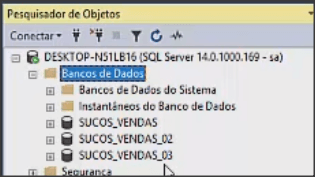 Pesquisador de Objetos
Conectar
DESKTOP-N51LB16 (SQL Server 14.0.1000.169 - sa)
Bancos de Dados
Bancos de Dados do Sistema
Instantâneos do Banco de Dados
SUCOS_VENDAS
SUCOS_VENDAS_02
SUCOS_VENDAS_03
Segurança